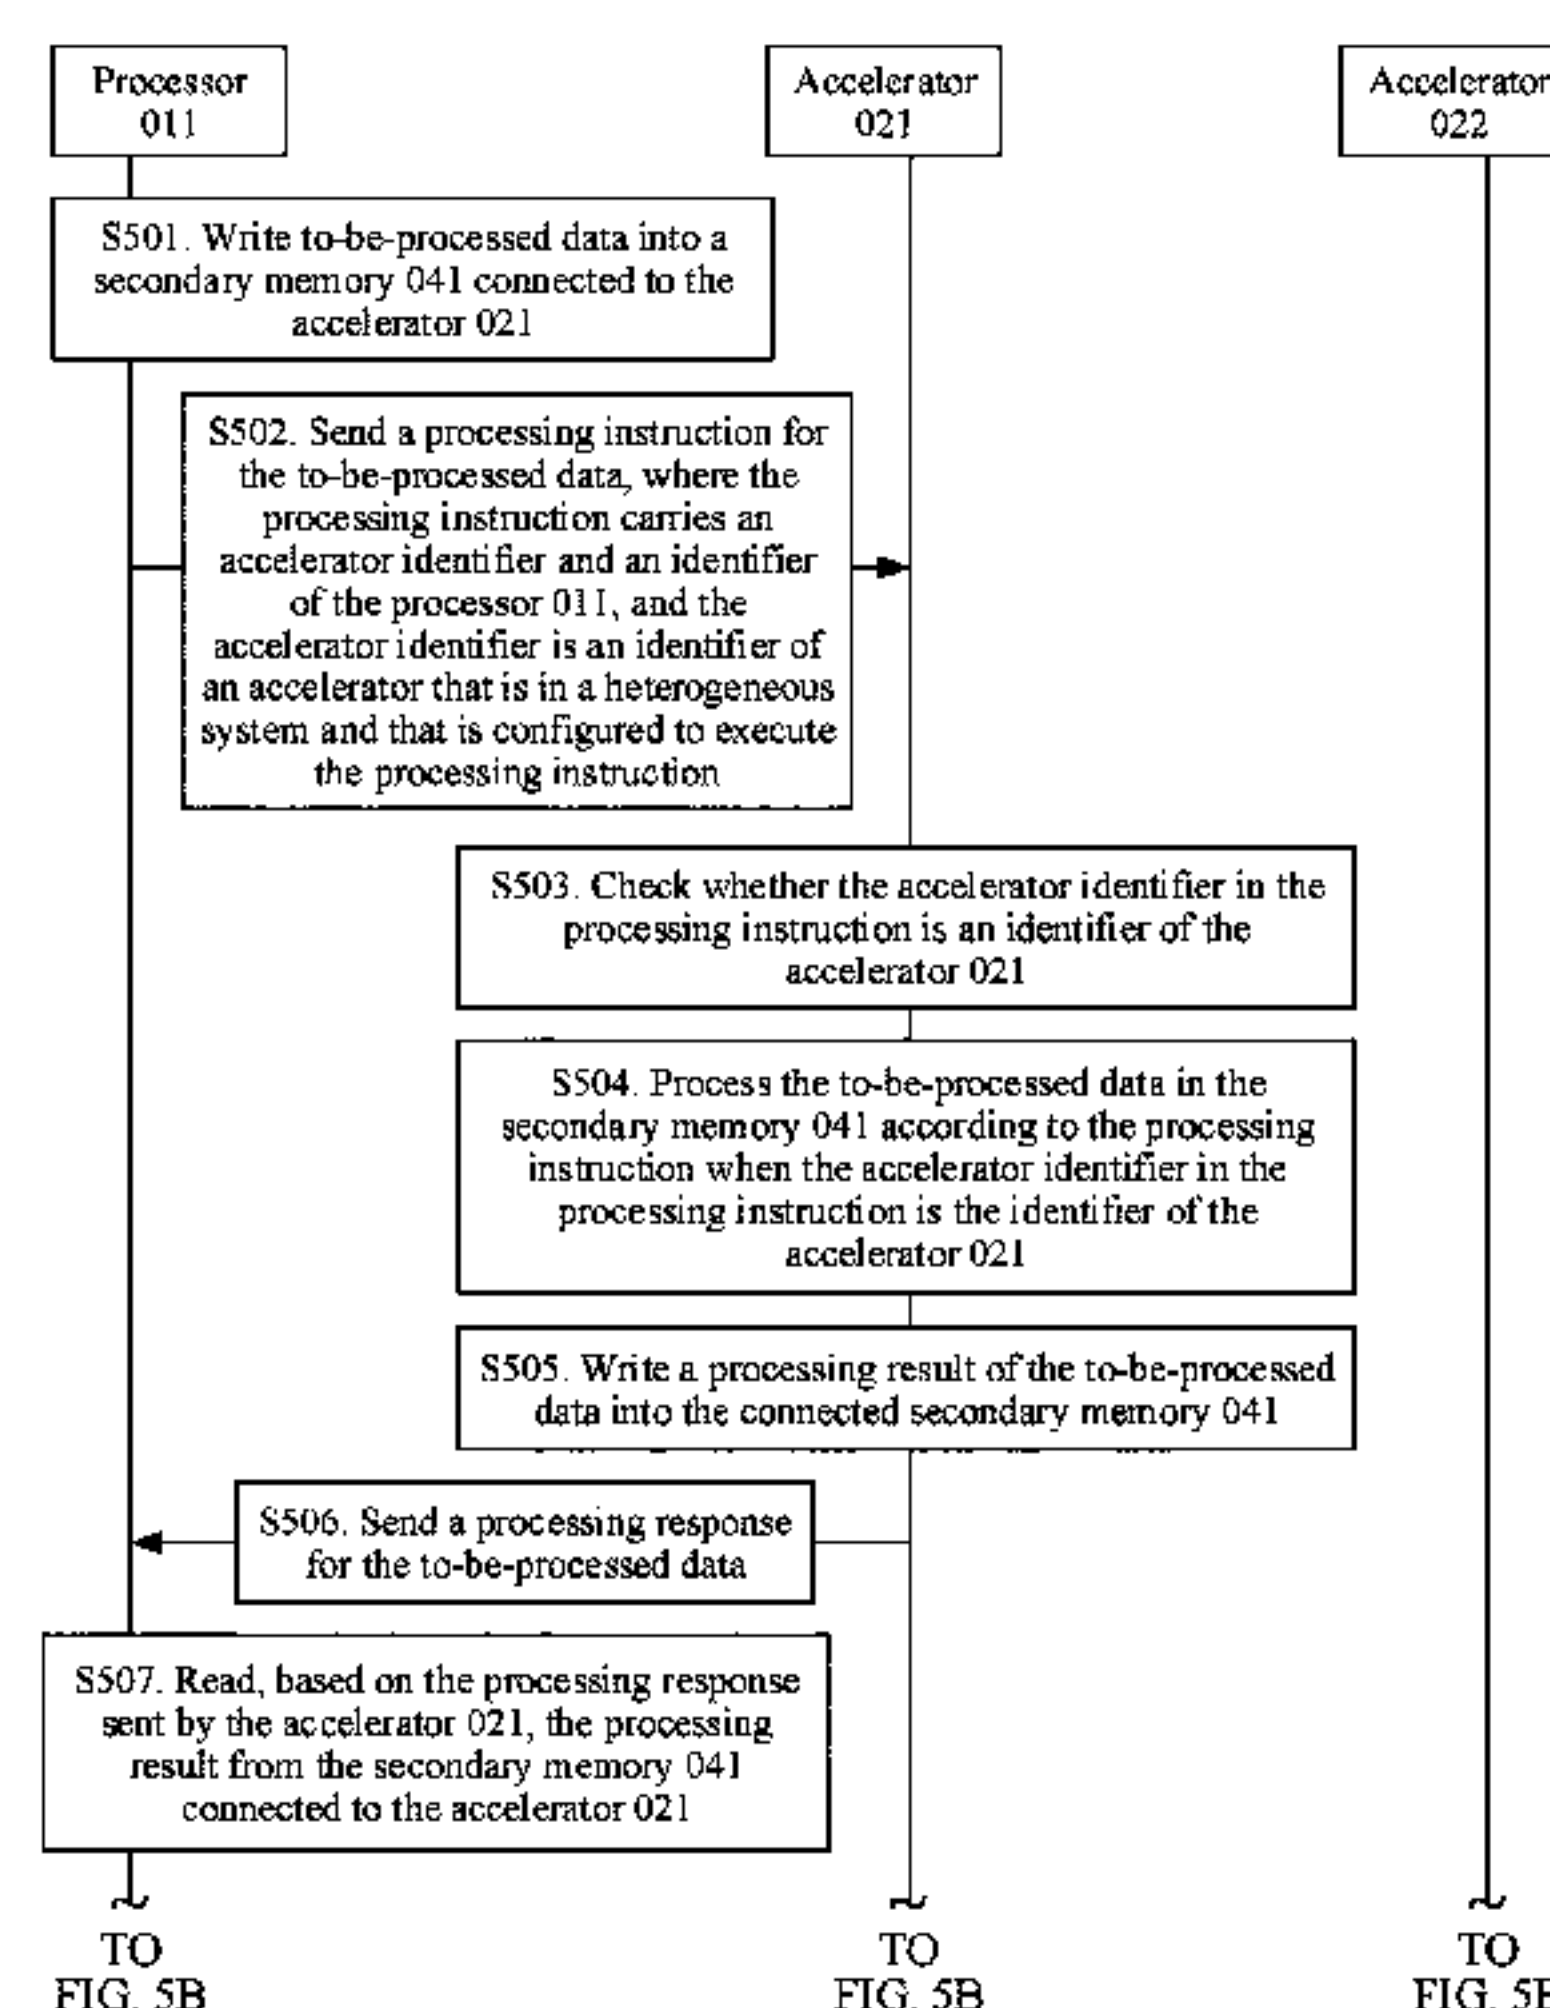 Processor
011
Accelerator
021
Accelerator
022
S501. Write to-be-processed data into a
secondary memory 041 connected to the
accelerator 021
S502. Send a processing instruction for
the to-be-processed data, where the
processing instruction carries an
accelerator identifier and an identifier
of the processor 011, and the
accelerator identifier is an identifier of
an accelerator that is in a heterogeneous
system and that is configured to execute
the processing instruction
S503. Check whether the accelerator identifier in the
processing instruction is an identifier of the
accelerator 021
S504. Process the to-be-processed data in the
secondary memory 041 according to the processing
instruction when the accelerator identifier in the
processing instruction is the identifier of the
accelerator 021
S505. Write a processing result of the to-be-processed
data into the connected secondary memory 041
S506. Send a processing response
for the to-be-processed data
S507. Read, based on the processing response
sent by the accelerator 021, the processing
result from the secondary memory 041
connected to the accelerator 021
TO
FIG. 5B
TO
FIG. 5B
TO
FIG. 5B